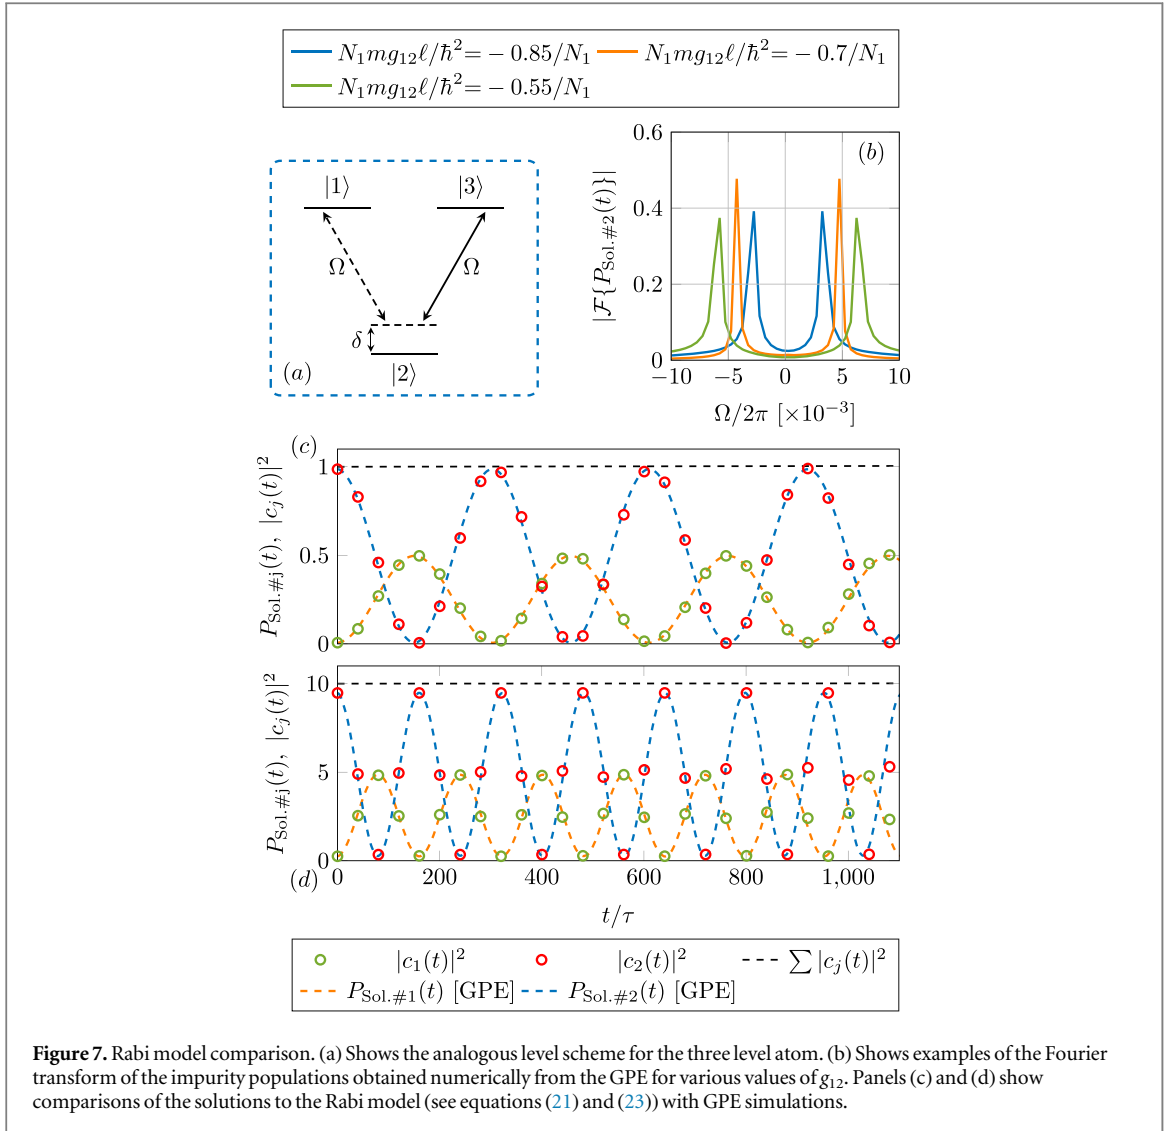 N₁mg₁₂ℓ/ħ² = − 0.85/N₁ N₁mg₁₂ℓ/ħ² = − 0.7/N₁
N₁mg₁₂ℓ/ħ² = − 0.55/N₁
|1⟩ |3⟩
Ω Ω
δ
|2⟩
(a)
(b)
|ℱ{P_Sol.#2(t)}|
0.6
0.4
0.2
0
−10 −5 0 5 10
Ω/2π [×10⁻³]
(c)
P_Sol.#j(t), |c_j(t)|²
1
0.5
0
P_Sol.#j(t), |c_j(t)|²
10
5
0
(d)
0 200 400 600 800 1,000
t/τ
|c₁(t)|² |c₂(t)|² ∑ |c_j(t)|²
P_Sol.#1(t) [GPE] P_Sol.#2(t) [GPE]
Figure 7. Rabi model comparison. (a) Shows the analogous level scheme for the three level atom. (b) Shows examples of the Fourier
transform of the impurity populations obtained numerically from the GPE for various values of g₁₂. Panels (c) and (d) show
comparisons of the solutions to the Rabi model (see equations (21) and (23)) with GPE simulations.